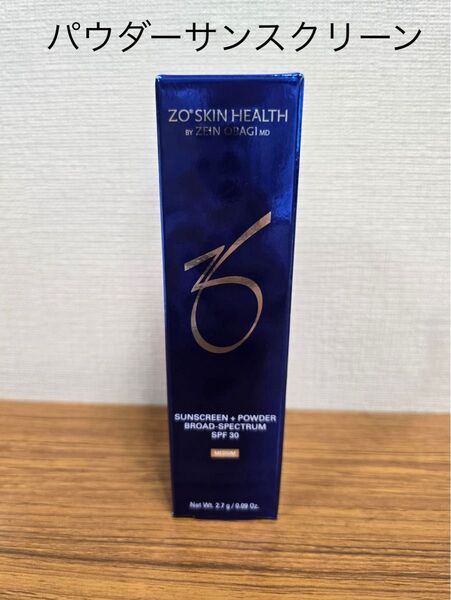 パウダーサンスクリーン
ZO® SKIN HEALTH
BY ZEIN OBAGI MD
SUNSCREEN + POWDER
BROAD-SPECTRUM
SPF 30
MEDIUM
Net Wt. 2.7 g / 0.09 Oz.